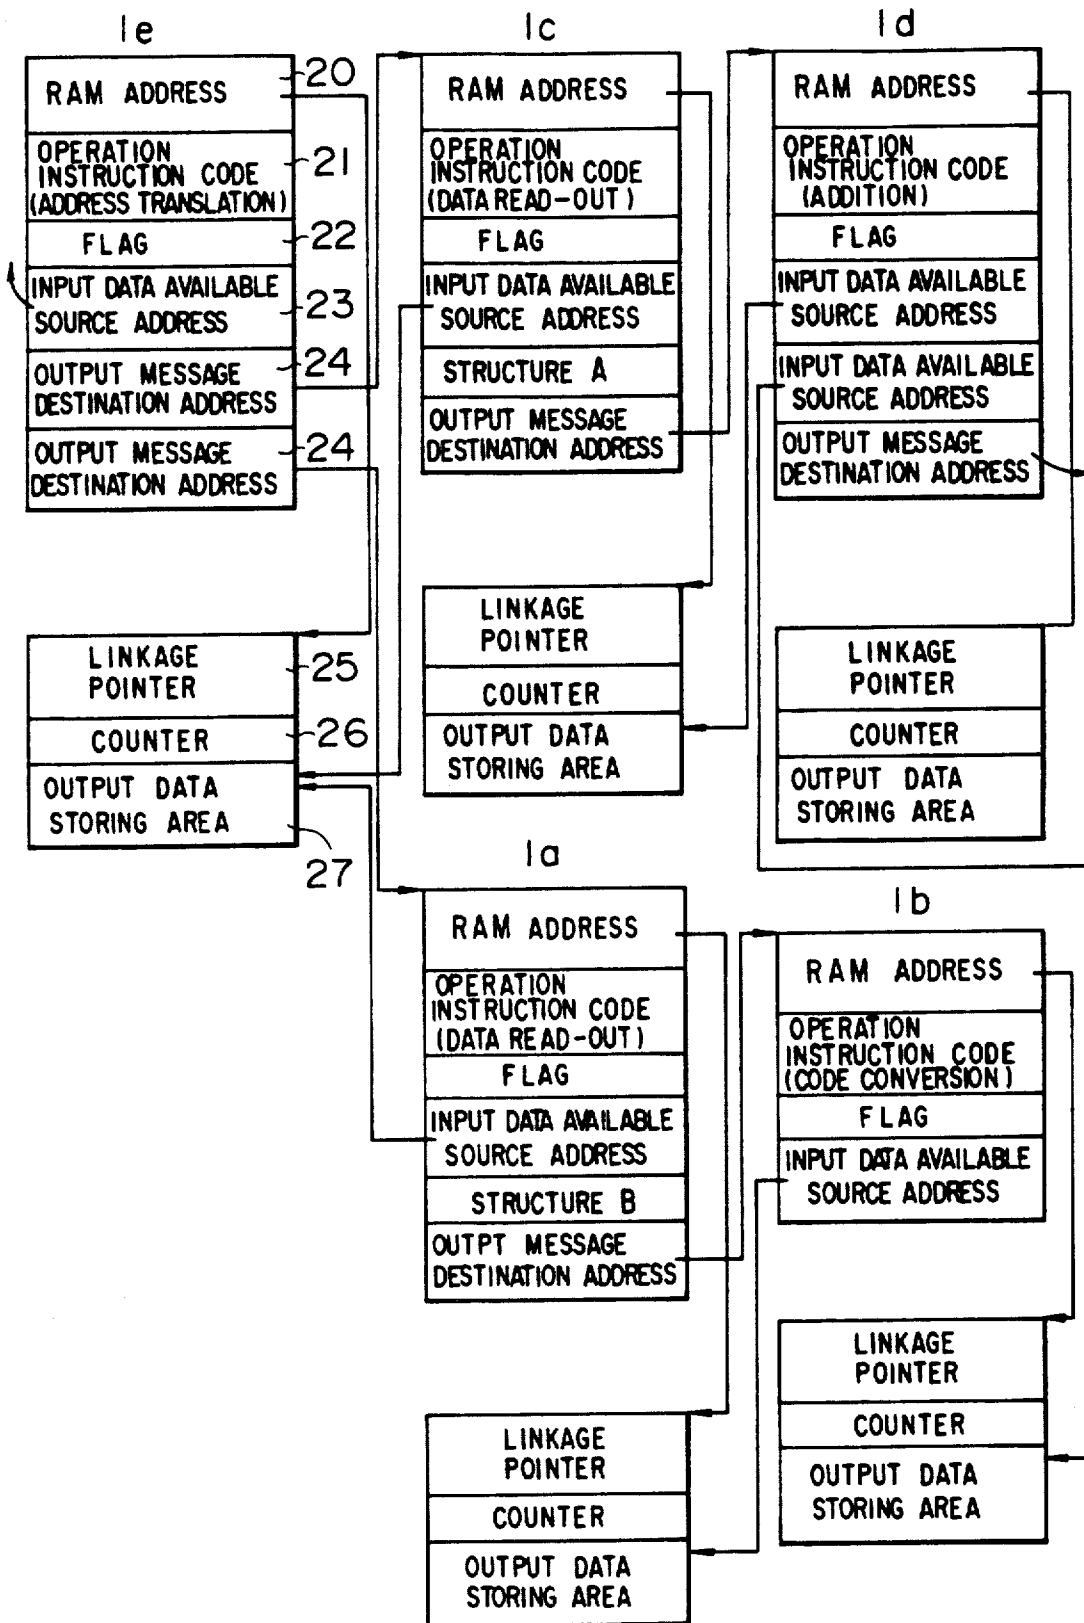 1e
RAM ADDRESS
20
OPERATION
INSTRUCTION CODE
(ADDRESS TRANSLATION)
21
FLAG
22
INPUT DATA AVAILABLE
SOURCE ADDRESS
23
OUTPUT MESSAGE
DESTINATION ADDRESS
24
OUTPUT MESSAGE
DESTINATION ADDRESS
24
LINKAGE
POINTER
25
COUNTER
26
OUTPUT DATA
STORING AREA
27
1c
RAM ADDRESS
OPERATION
INSTRUCTION CODE
(DATA READ-OUT)
FLAG
INPUT DATA AVAILABLE
SOURCE ADDRESS
STRUCTURE A
OUTPUT MESSAGE
DESTINATION ADDRESS
LINKAGE
POINTER
COUNTER
OUTPUT DATA
STORING AREA
1d
RAM ADDRESS
OPERATION
INSTRUCTION CODE
(ADDITION)
FLAG
INPUT DATA AVAILABLE
SOURCE ADDRESS
INPUT DATA AVAILABLE
SOURCE ADDRESS
OUTPUT MESSAGE
DESTINATION ADDRESS
LINKAGE
POINTER
COUNTER
OUTPUT DATA
STORING AREA
1a
RAM ADDRESS
OPERATION
INSTRUCTION CODE
(DATA READ-OUT)
FLAG
INPUT DATA AVAILABLE
SOURCE ADDRESS
STRUCTURE B
OUTPT MESSAGE
DESTINATION ADDRESS
LINKAGE
POINTER
COUNTER
OUTPUT DATA
STORING AREA
1b
RAM ADDRESS
OPERATION
INSTRUCTION CODE
(CODE CONVERSION)
FLAG
INPUT DATA AVAILABLE
SOURCE ADDRESS
LINKAGE
POINTER
COUNTER
OUTPUT DATA
STORING AREA